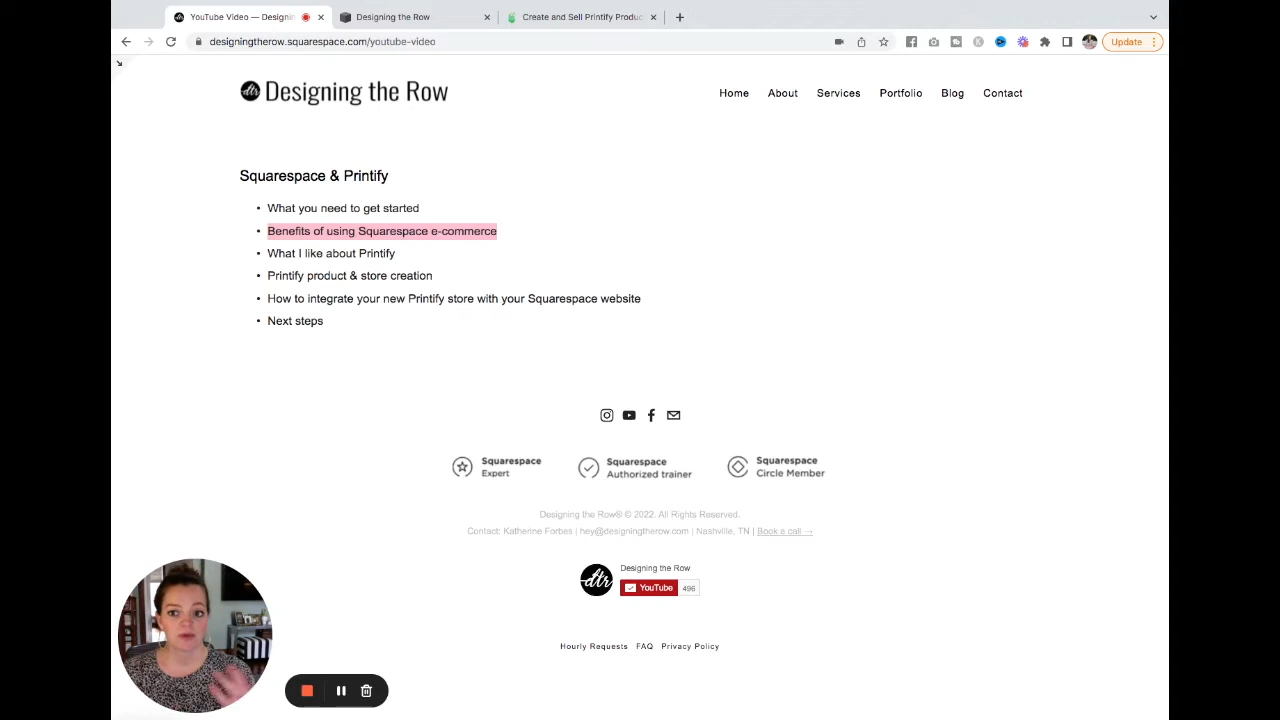 YouTube Video — Designi
Designing the Row
Create and Sell Printify Produc
designingtherow.squarespace.com/youtube-video
Update
dtr Designing the Row
Home About Services Portfolio Blog Contact
Squarespace & Printify
• What you need to get started
• Benefits of using Squarespace e-commerce
• What I like about Printify
• Printify product & store creation
• How to integrate your new Printify store with your Squarespace website
• Next steps
Squarespace
Expert
Squarespace
Authorized trainer
Squarespace
Circle Member
Designing the Row® © 2022. All Rights Reserved.
Contact: Katherine Forbes | hey@designingtherow.com | Nashville, TN | Book a call →
dtr
Designing the Row
YouTube 496
Hourly Requests FAQ Privacy Policy